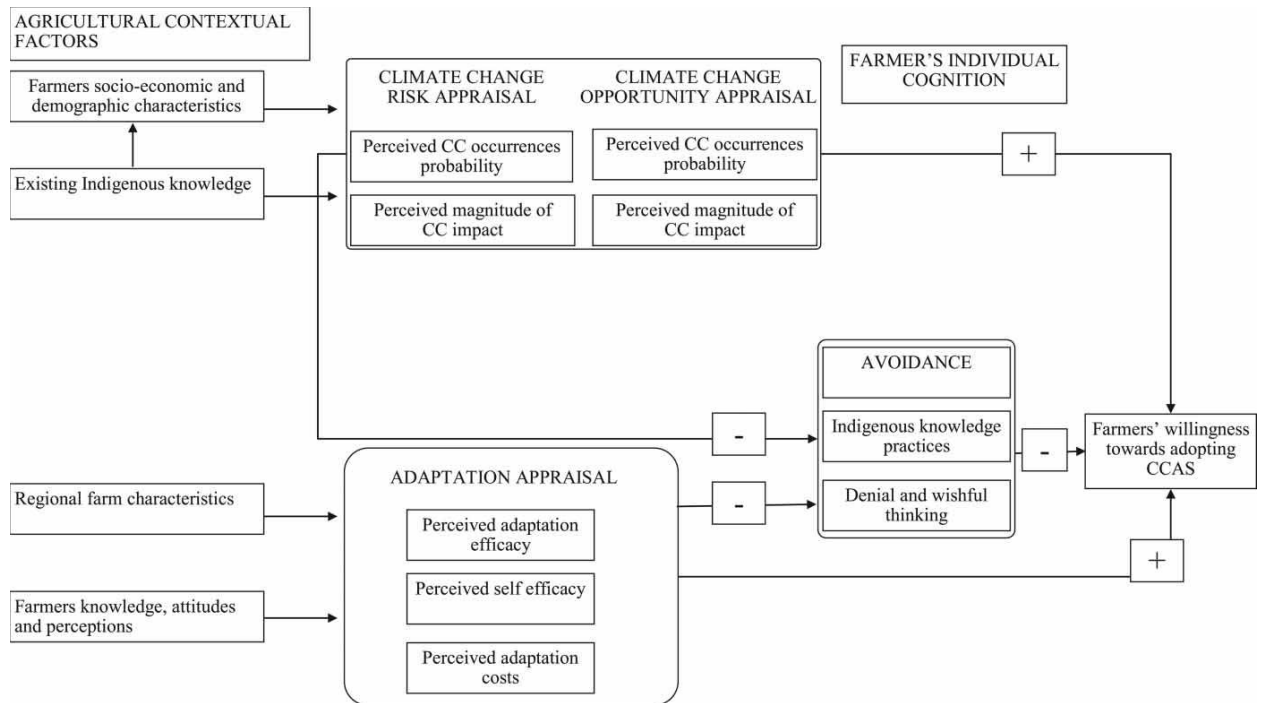 AGRICULTURAL CONTEXTUAL
FACTORS
Farmers socio-economic and
demographic characteristics
Existing Indigenous knowledge
CLIMATE CHANGE
RISK APPRAISAL
CLIMATE CHANGE
OPPORTUNITY APPRAISAL
Perceived CC occurrences
probability
Perceived CC occurrences
probability
Perceived magnitude of
CC impact
Perceived magnitude of
CC impact
FARMER’S INDIVIDUAL
COGNITION
+
AVOIDANCE
Indigenous knowledge
practices
Denial and wishful
thinking
-
-
-
Farmers’ willingness
towards adopting
CCAS
+
Regional farm characteristics
Farmers knowledge, attitudes
and perceptions
ADAPTATION APPRAISAL
Perceived adaptation
efficacy
Perceived self efficacy
Perceived adaptation
costs